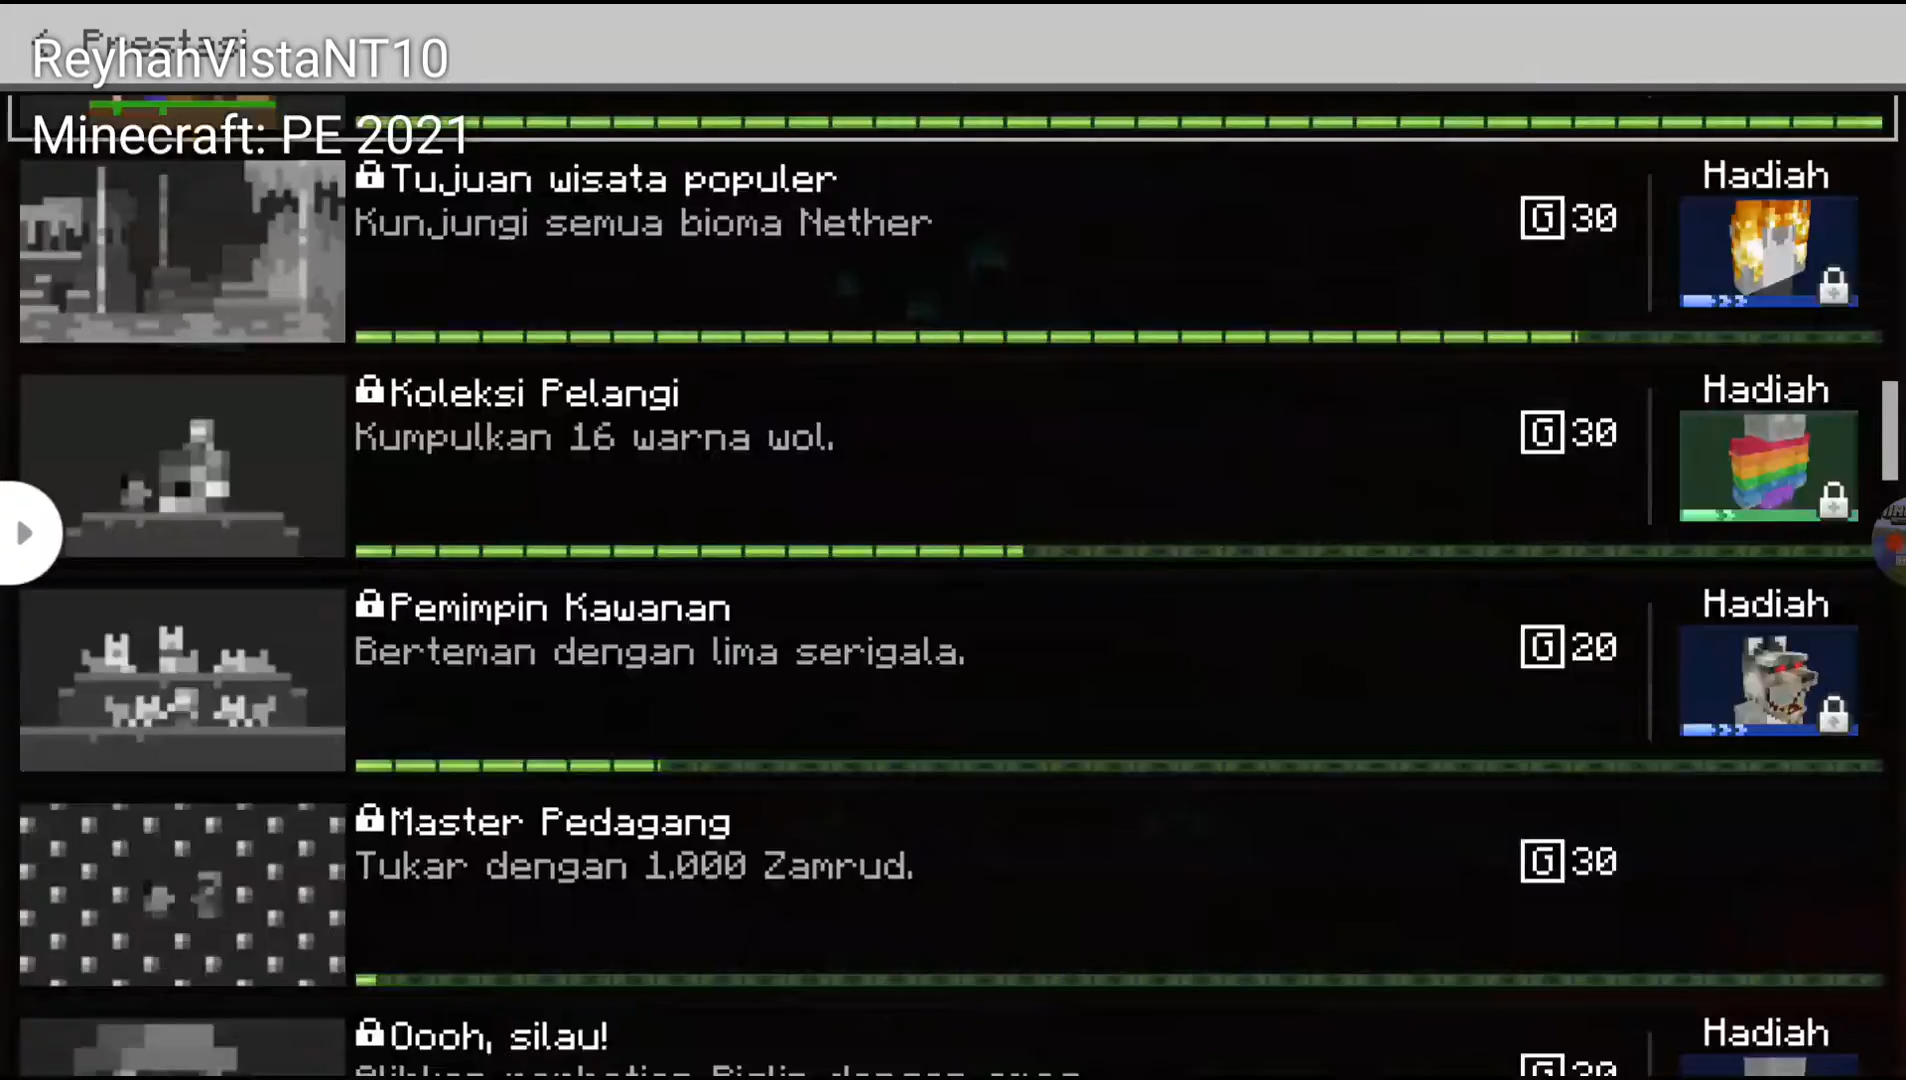 Prestasi
ReyhanVistaNT10
Minecraft: PE 2021
Tujuan wisata populer
Kunjungi semua bioma Nether
G 30
Hadiah
Koleksi Pelangi
Kumpulkan 16 warna wol.
G 30
Hadiah
Pemimpin Kawanan
Berteman dengan lima serigala.
G 20
Hadiah
Master Pedagang
Tukar dengan 1.000 Zamrud.
G 30
Oooh, silau!
Hadiah